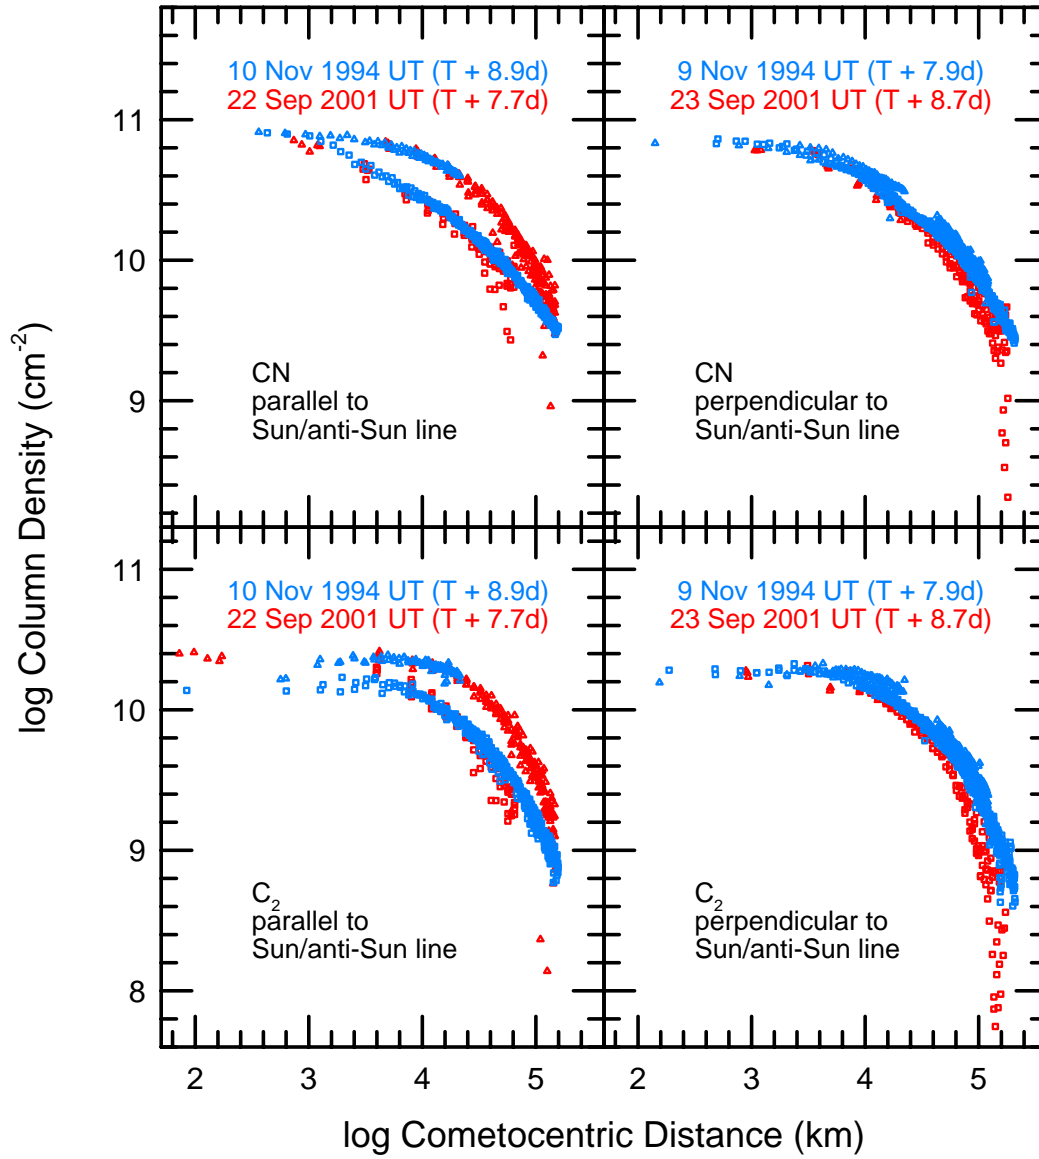 10 Nov 1994 UT (T + 8.9d)
22 Sep 2001 UT (T + 7.7d)
9 Nov 1994 UT (T + 7.9d)
23 Sep 2001 UT (T + 8.7d)
11
10
9
CN
parallel to
Sun/anti-Sun line
CN
perpendicular to
Sun/anti-Sun line
log Column Density (cm-2)
10 Nov 1994 UT (T + 8.9d)
22 Sep 2001 UT (T + 7.7d)
9 Nov 1994 UT (T + 7.9d)
23 Sep 2001 UT (T + 8.7d)
11
10
9
8
C2
parallel to
Sun/anti-Sun line
C2
perpendicular to
Sun/anti-Sun line
2 3 4 5 2 3 4 5
log Cometocentric Distance (km)